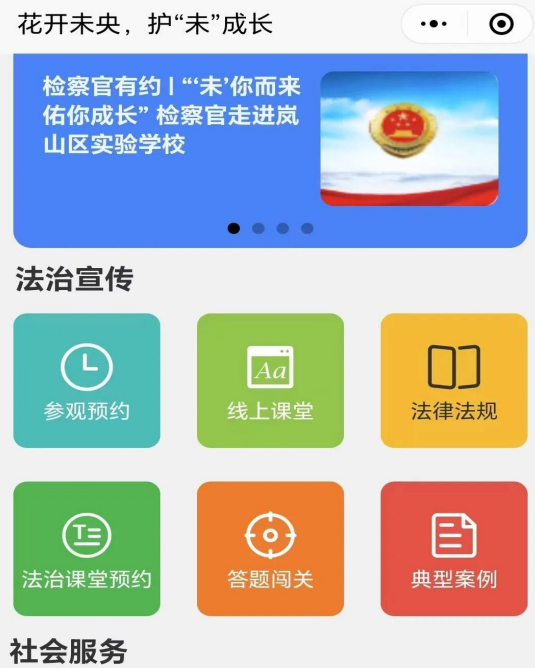 花开未央，护“未”成长
检察官有约丨“‘未’你而来
佑你成长” 检察官走进岚
山区实验学校
法治宣传
参观预约
线上课堂
法律法规
法治课堂预约
答题闯关
典型案例
社会服务